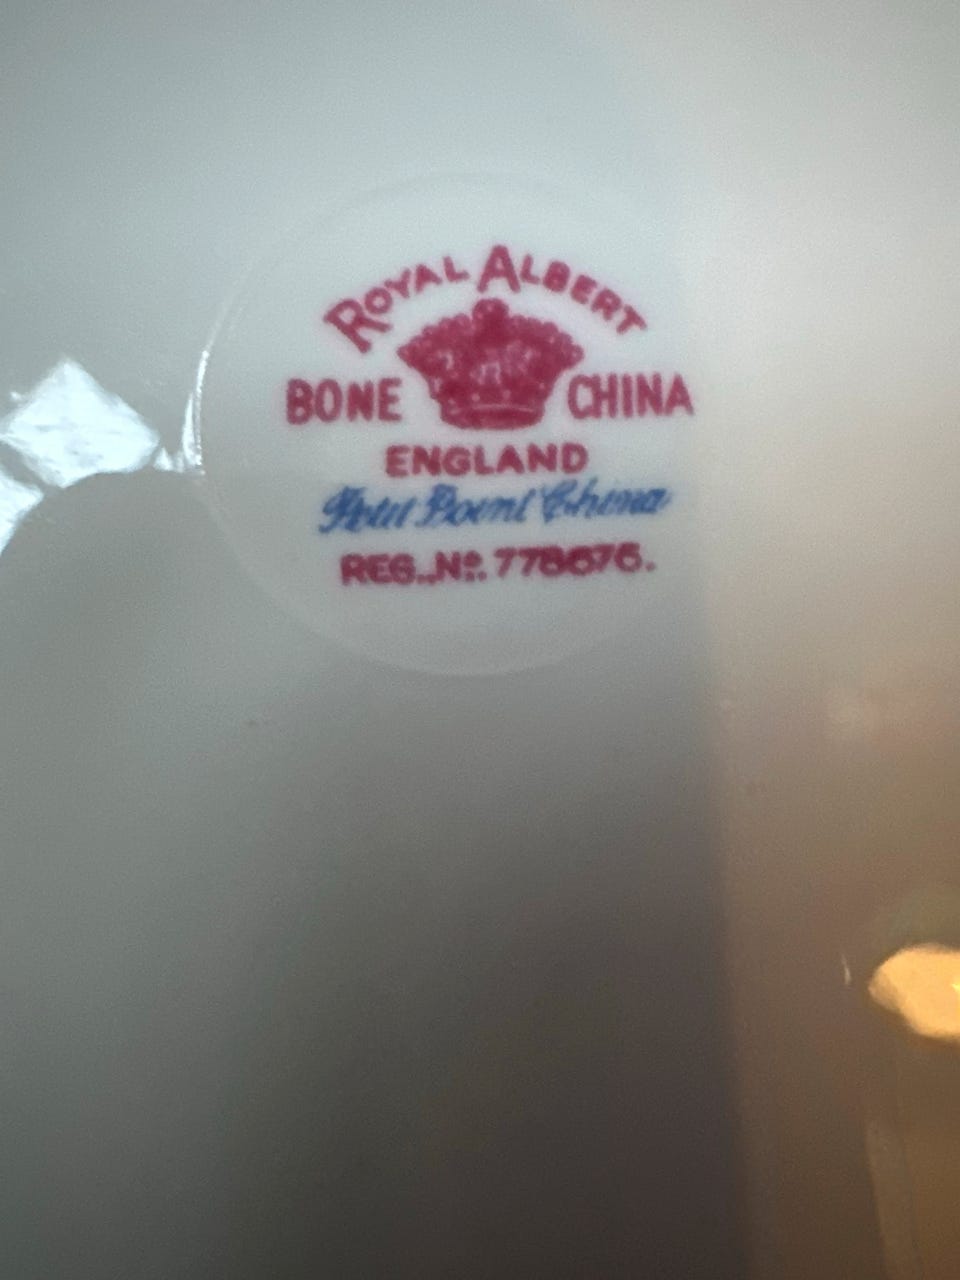 ROYAL ALBERT
BONE CHINA
ENGLAND
Petit Point China
REG. No. 778676.